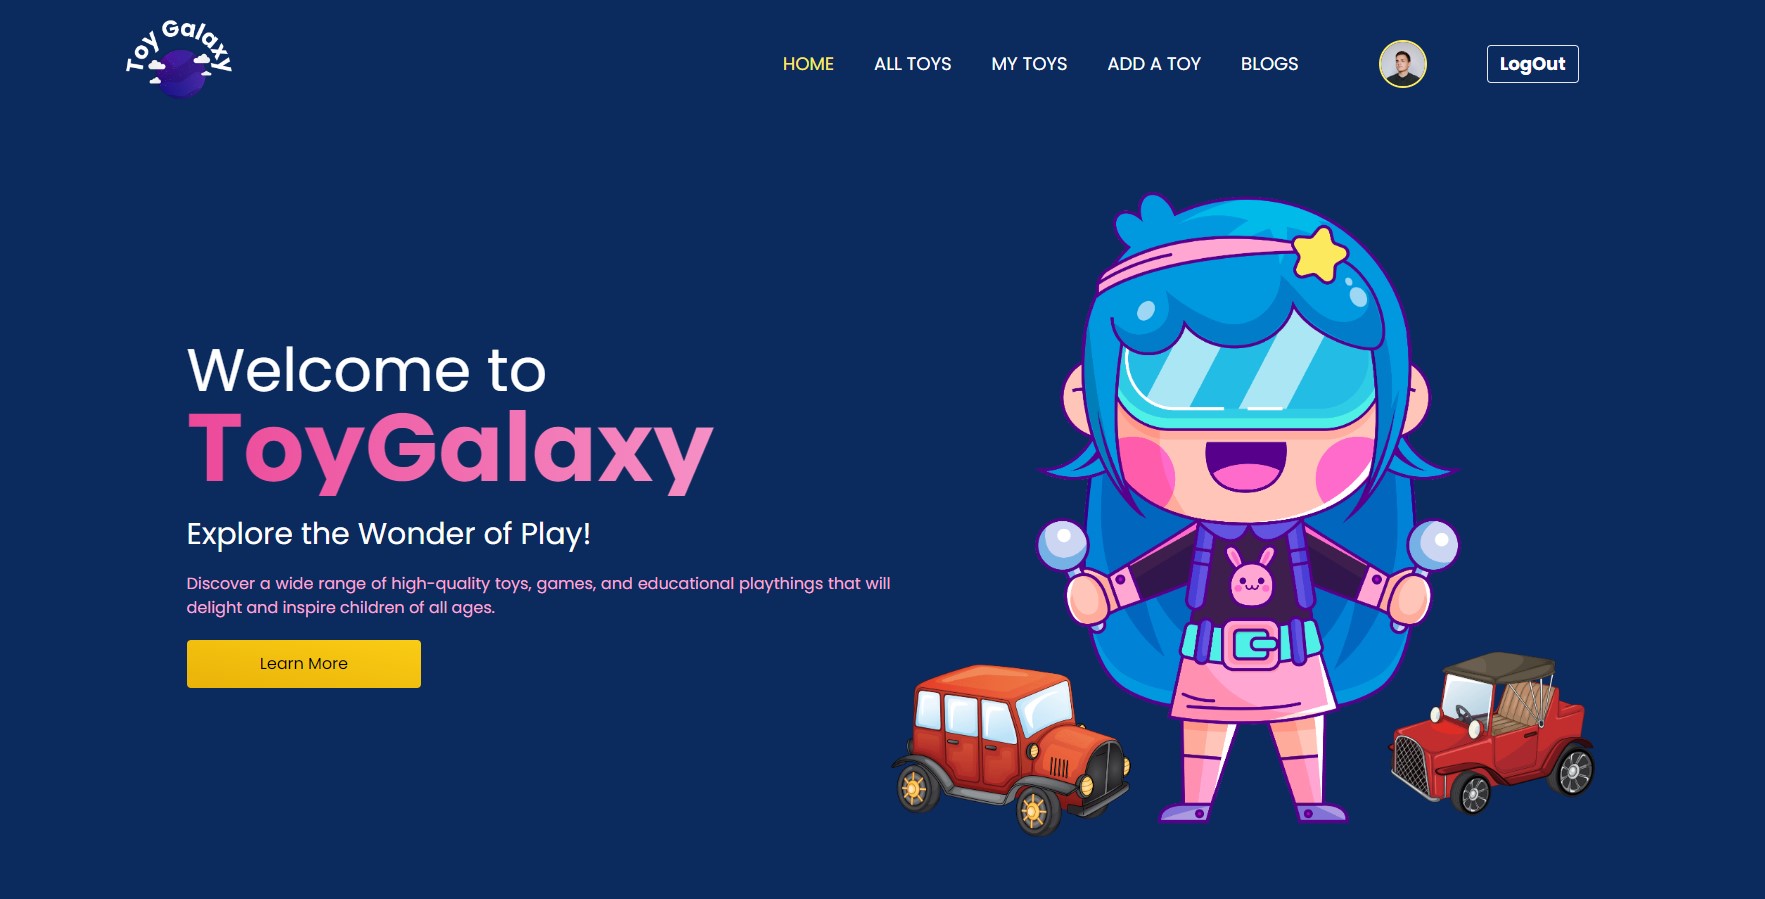 Toy Galaxy
HOME ALL TOYS MY TOYS ADD A TOY BLOGS LogOut
Welcome to
ToyGalaxy
Explore the Wonder of Play!
Discover a wide range of high-quality toys, games, and educational playthings that will
delight and inspire children of all ages.
Learn More